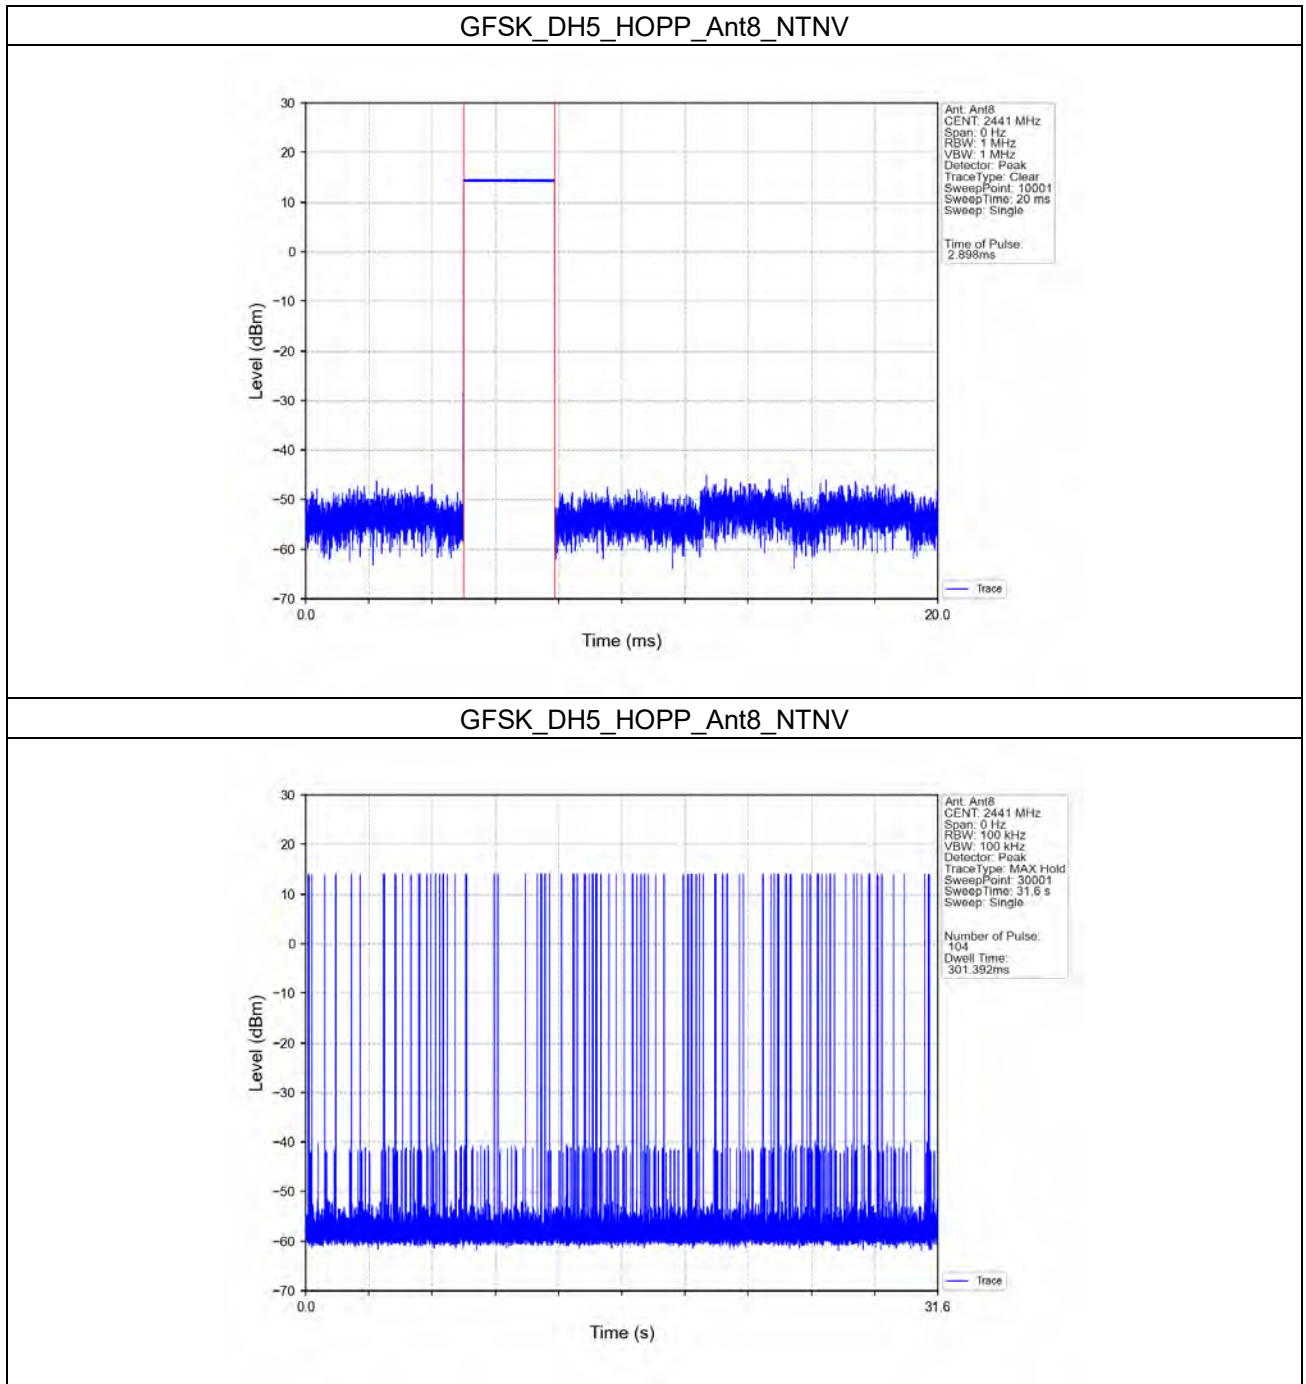 GFSK_DH5_HOPP_Ant8_NTNV
30
20
10
0
−10
−20
−30
−40
−50
−60
−70
Level (dBm)
0.0
20.0
Time (ms)
Ant: Ant8
CENT: 2441 MHz
Span: 0 Hz
RBW: 1 MHz
VBW: 1 MHz
Detector: Peak
TraceType: Clear
SweepPoint: 10001
SweepTime: 20 ms
Sweep: Single
Time of Pulse:
2.898ms
Trace
GFSK_DH5_HOPP_Ant8_NTNV
30
20
10
0
−10
−20
−30
−40
−50
−60
−70
Level (dBm)
0.0
31.6
Time (s)
Ant: Ant8
CENT: 2441 MHz
Span: 0 Hz
RBW: 100 kHz
VBW: 100 kHz
Detector: Peak
TraceType: MAX Hold
SweepPoint: 30001
SweepTime: 31.6 s
Sweep: Single
Number of Pulse:
104
Dwell Time:
301.392ms
Trace